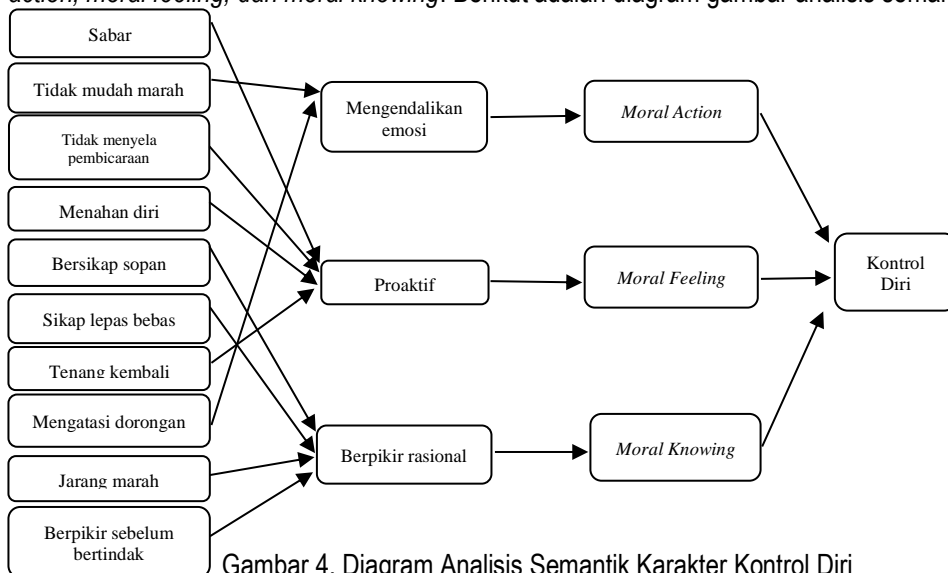 action, moral feeling, dan moral knowing. Berikut adalah diagram gambar analisis
Sabar
Tidak mudah marah
Tidak menyela
pembicaraan
Menahan diri
Bersikap sopan
Sikap lepas bebas
Tenang kembali
Mengatasi dorongan
Jarang marah
Berpikir sebelum
bertindak
Mengendalikan
emosi
Proaktif
Berpikir rasional
Moral Action
Moral Feeling
Moral Knowing
Kontrol
Diri
Gambar 4. Diagram Analisis Semantik Karakter Kontrol Diri